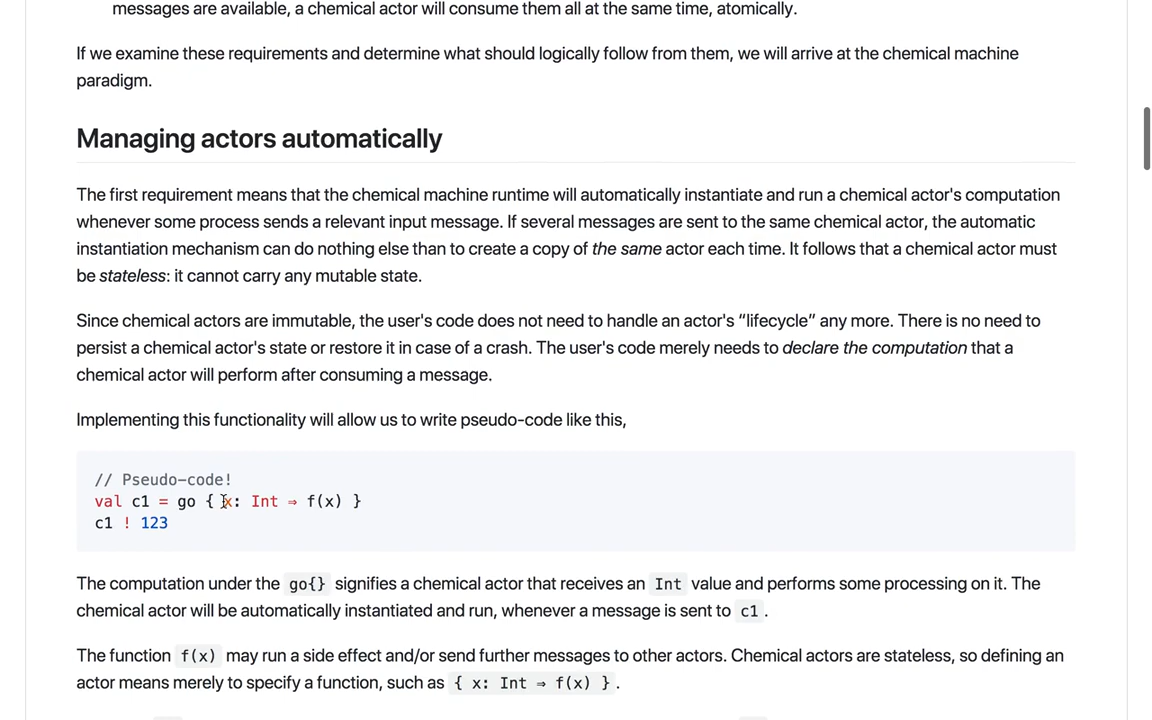 messages are available, a chemical actor will consume them all at the same time, atomically.
If we examine these requirements and determine what should logically follow from them, we will arrive at the chemical machine
paradigm.
Managing actors automatically
The first requirement means that the chemical machine runtime will automatically instantiate and run a chemical actor's computation
whenever some process sends a relevant input message. If several messages are sent to the same chemical actor, the automatic
instantiation mechanism can do nothing else than to create a copy of the same actor each time. It follows that a chemical actor must
be stateless: it cannot carry any mutable state.
Since chemical actors are immutable, the user's code does not need to handle an actor's “lifecycle” any more. There is no need to
persist a chemical actor's state or restore it in case of a crash. The user's code merely needs to declare the computation that a
chemical actor will perform after consuming a message.
Implementing this functionality will allow us to write pseudo-code like this,
// Pseudo-code!
val c1 = go { x: Int ⇒ f(x) }
c1 ! 123
The computation under the go{} signifies a chemical actor that receives an Int value and performs some processing on it. The
chemical actor will be automatically instantiated and run, whenever a message is sent to c1 .
The function f(x) may run a side effect and/or send further messages to other actors. Chemical actors are stateless, so defining an
actor means merely to specify a function, such as { x: Int ⇒ f(x) } .